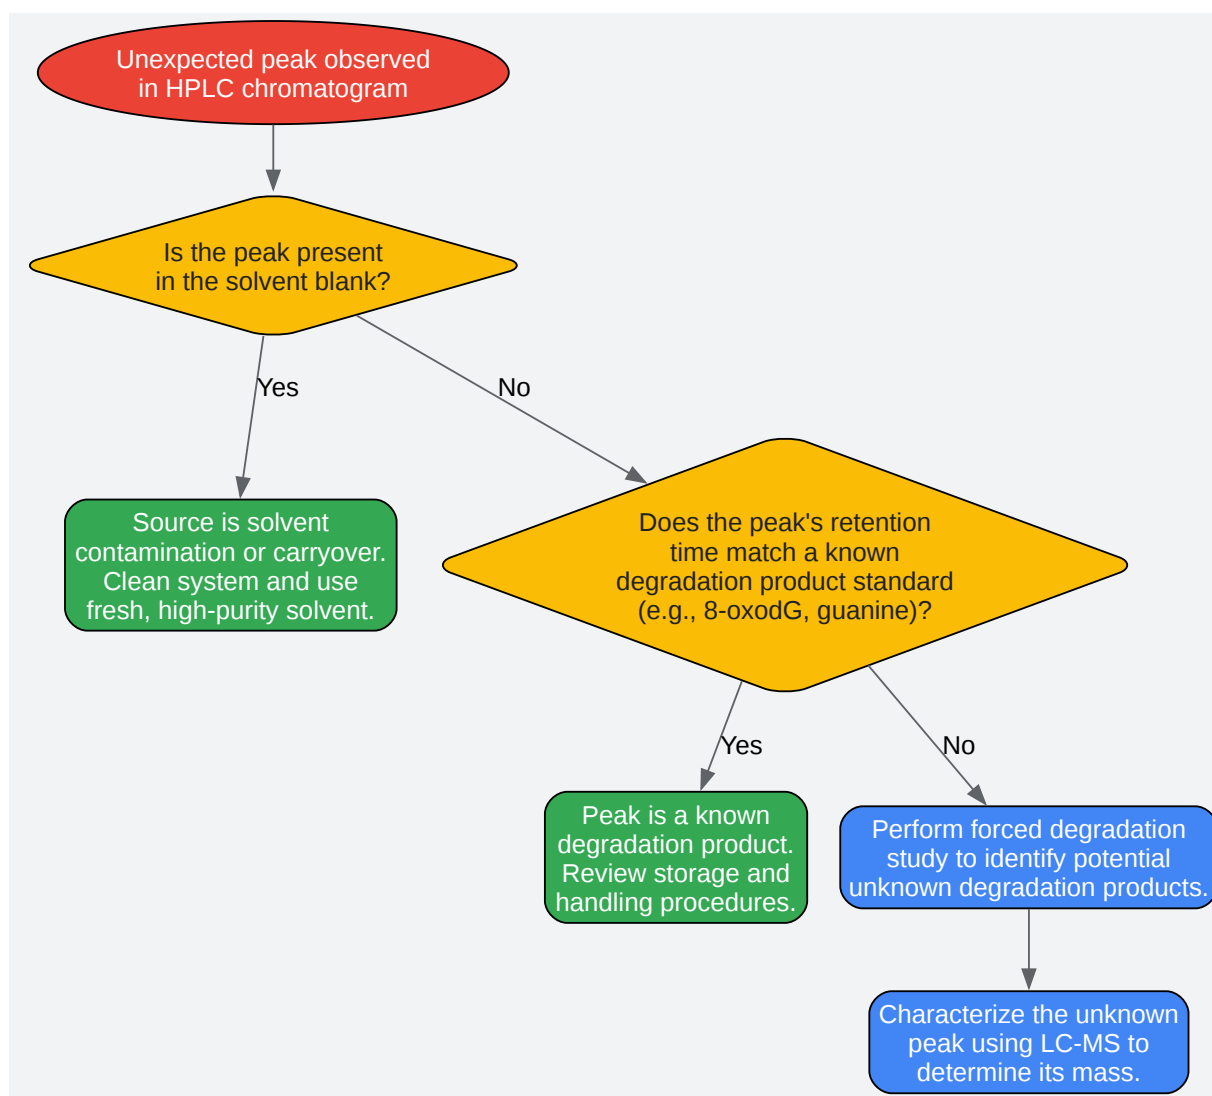 Unexpected peak observed
in HPLC chromatogram
Is the peak present
in the solvent blank?
Yes
No
Source is solvent
contamination or carryover.
Clean system and use
fresh, high-purity solvent.
Does the peak's retention
time match a known
degradation product standard
(e.g., 8-oxodG, guanine)?
Yes
No
Peak is a known
degradation product.
Review storage and
handling procedures.
Perform forced degradation
study to identify potential
unknown degradation products.
Characterize the unknown
peak using LC-MS to
determine its mass.